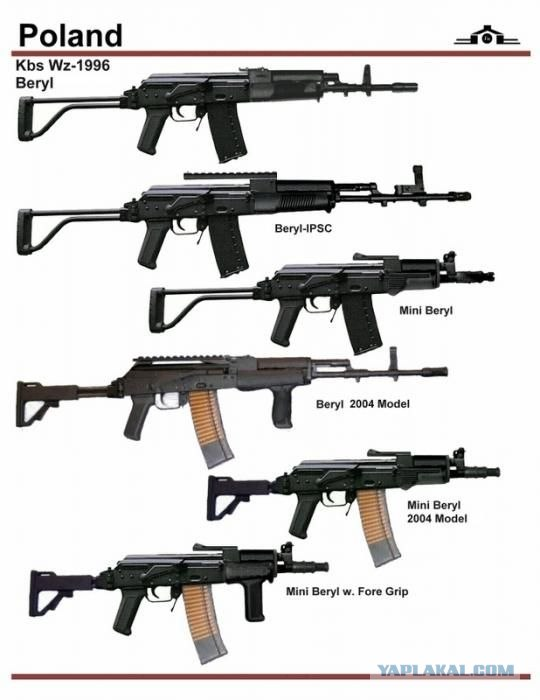 Poland
Kbs Wz-1996
Beryl
Beryl-IPSC
Mini Beryl
Beryl 2004 Model
Mini Beryl
2004 Model
Mini Beryl w. Fore Grip
YAPLAKAL.COM